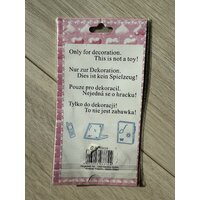 Only for decoration.
This is not a toy!
Nur zur Dekoration.
Dies ist kein Spielzeug!
Pouze pro dekoraci!.
Nejedná se o hracku!
Tylko do dekoracji!
To nie jest zabawka!